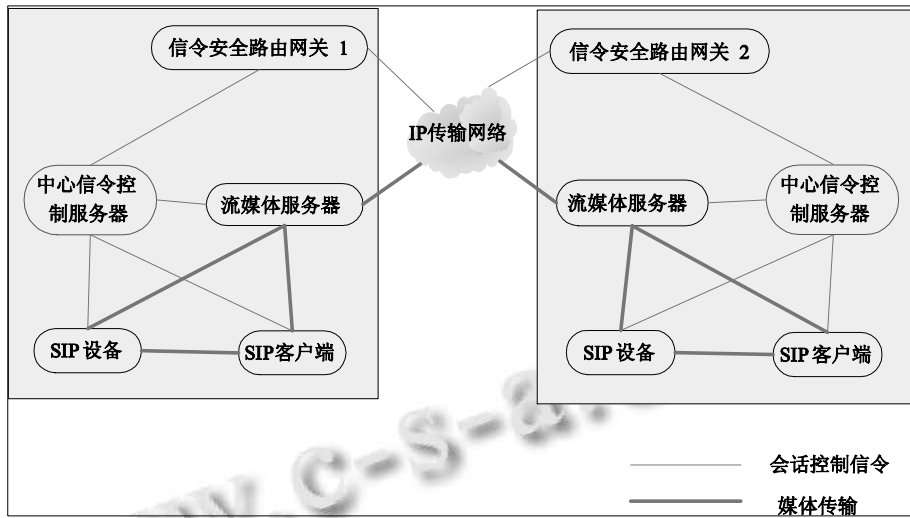 信令安全路由网关 1
信令安全路由网关 2
IP传输网络
中心信令控
制服务器
流媒体服务器
流媒体服务器
中心信令控
制服务器
SIP 设备
SIP 客户端
SIP 设备
SIP 客户端
会话控制信令
媒体传输